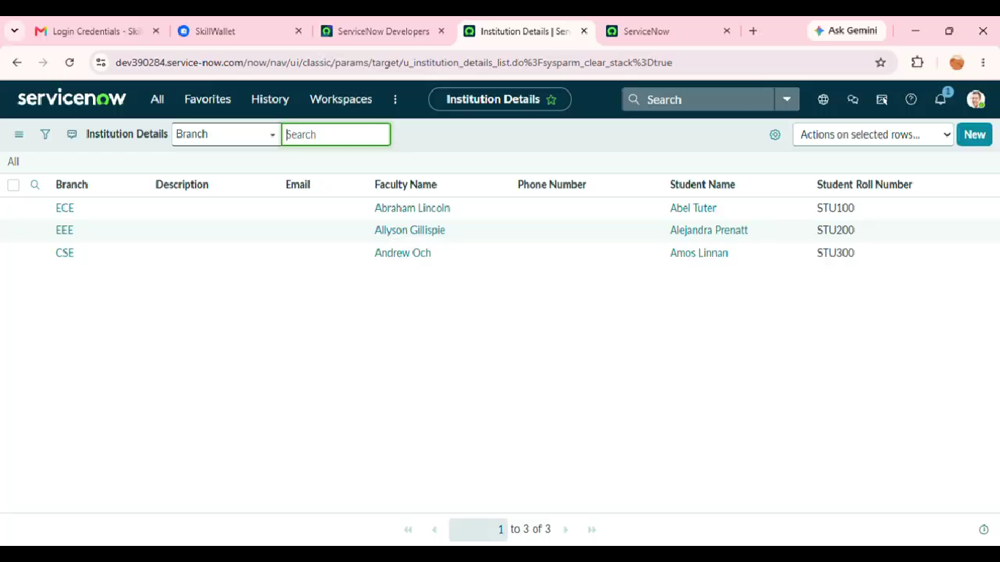 Login Credentials - Ski
SkillWallet
ServiceNow Developers
Institution Details | Ser
ServiceNow
Ask Gemini
dev390284.service-now.com/now/nav/ui/classic/params/target/u_institution_details_list.do%3Fsysparm_clear_stack%3Dtrue
servicenow All Favorites History Workspaces Institution Details Search 1
Institution Details Branch Search Actions on selected rows... New
All
Branch Description Email Faculty Name Phone Number Student Name Student Roll Number
ECE Abraham Lincoln Abel Tuter STU100
EEE Allyson Gillispie Alejandra Prenatt STU200
CSE Andrew Och Amos Linnan STU300
1 to 3 of 3